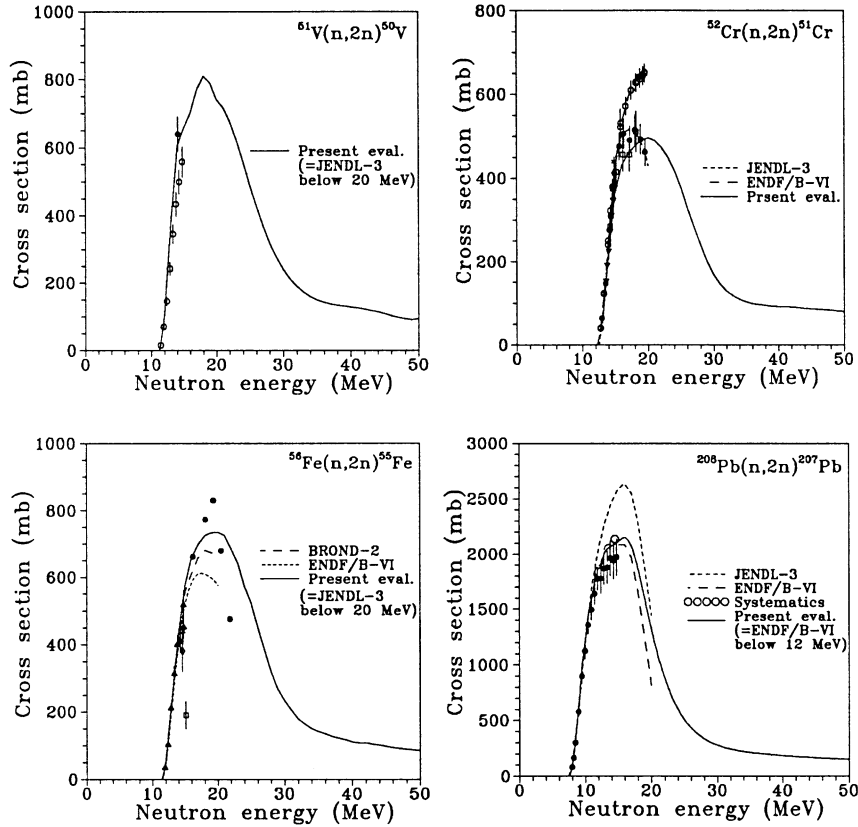 ⁵¹V(n,2n)⁵⁰V
Cross section (mb)
1000
800
600
400
200
0
Present eval.
(=JENDL-3
below 20 MeV)
0 10 20 30 40 50
Neutron energy (MeV)
⁵²Cr(n,2n)⁵¹Cr
Cross section (mb)
800
700
600
500
400
300
200
100
0
JENDL-3
ENDF/B-VI
Prsent eval.
0 10 20 30 40 50
Neutron energy (MeV)
⁵⁶Fe(n,2n)⁵⁵Fe
Cross section (mb)
1000
800
600
400
200
0
BROND-2
ENDF/B-VI
Present eval.
(=JENDL-3
below 20 MeV)
0 10 20 30 40 50
Neutron energy (MeV)
²⁰⁸Pb(n,2n)²⁰⁷Pb
Cross section (mb)
3000
2500
2000
1500
1000
500
0
JENDL-3
ENDF/B-VI
Systematics
Present eval.
(=ENDF/B-VI
below 12 MeV)
0 10 20 30 40 50
Neutron energy (MeV)